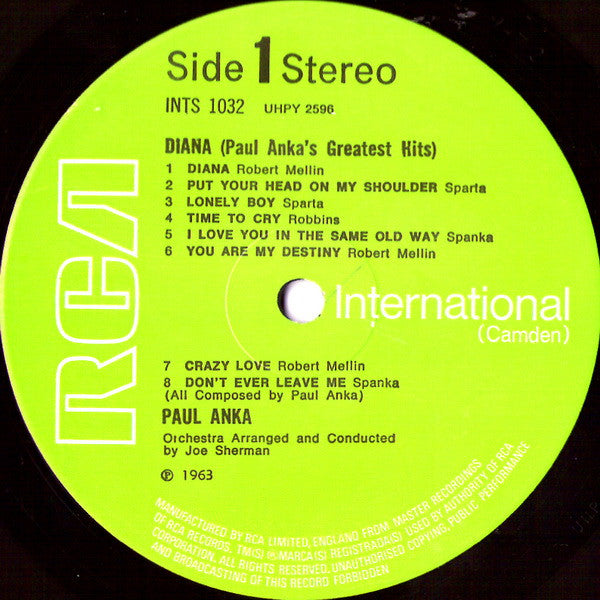 Side 1 Stereo
INTS 1032 UHPY 2596
DIANA (Paul Anka's Greatest Hits)
1 DIANA Robert Mellin
2 PUT YOUR HEAD ON MY SHOULDER Sparta
3 LONELY BOY Sparta
4 TIME TO CRY Robbins
5 I LOVE YOU IN THE SAME OLD WAY Spanka
6 YOU ARE MY DESTINY Robert Mellin
RCA
International
(Camden)
7 CRAZY LOVE Robert Mellin
8 DON'T EVER LEAVE ME Spanka
(All Composed by Paul Anka)
PAUL ANKA
Orchestra Arranged and Conducted
by Joe Sherman
℗ 1963
MANUFACTURED BY RCA LIMITED, ENGLAND FROM MASTER RECORDINGS
OF RCA RECORDS. TM(S) ® MARCA(S) REGISTRADA(S) USED BY AUTHORITY OF RCA
CORPORATION. ALL RIGHTS RESERVED. UNAUTHORISED COPYING, PUBLIC PERFORMANCE
AND BROADCASTING OF THIS RECORD FORBIDDEN